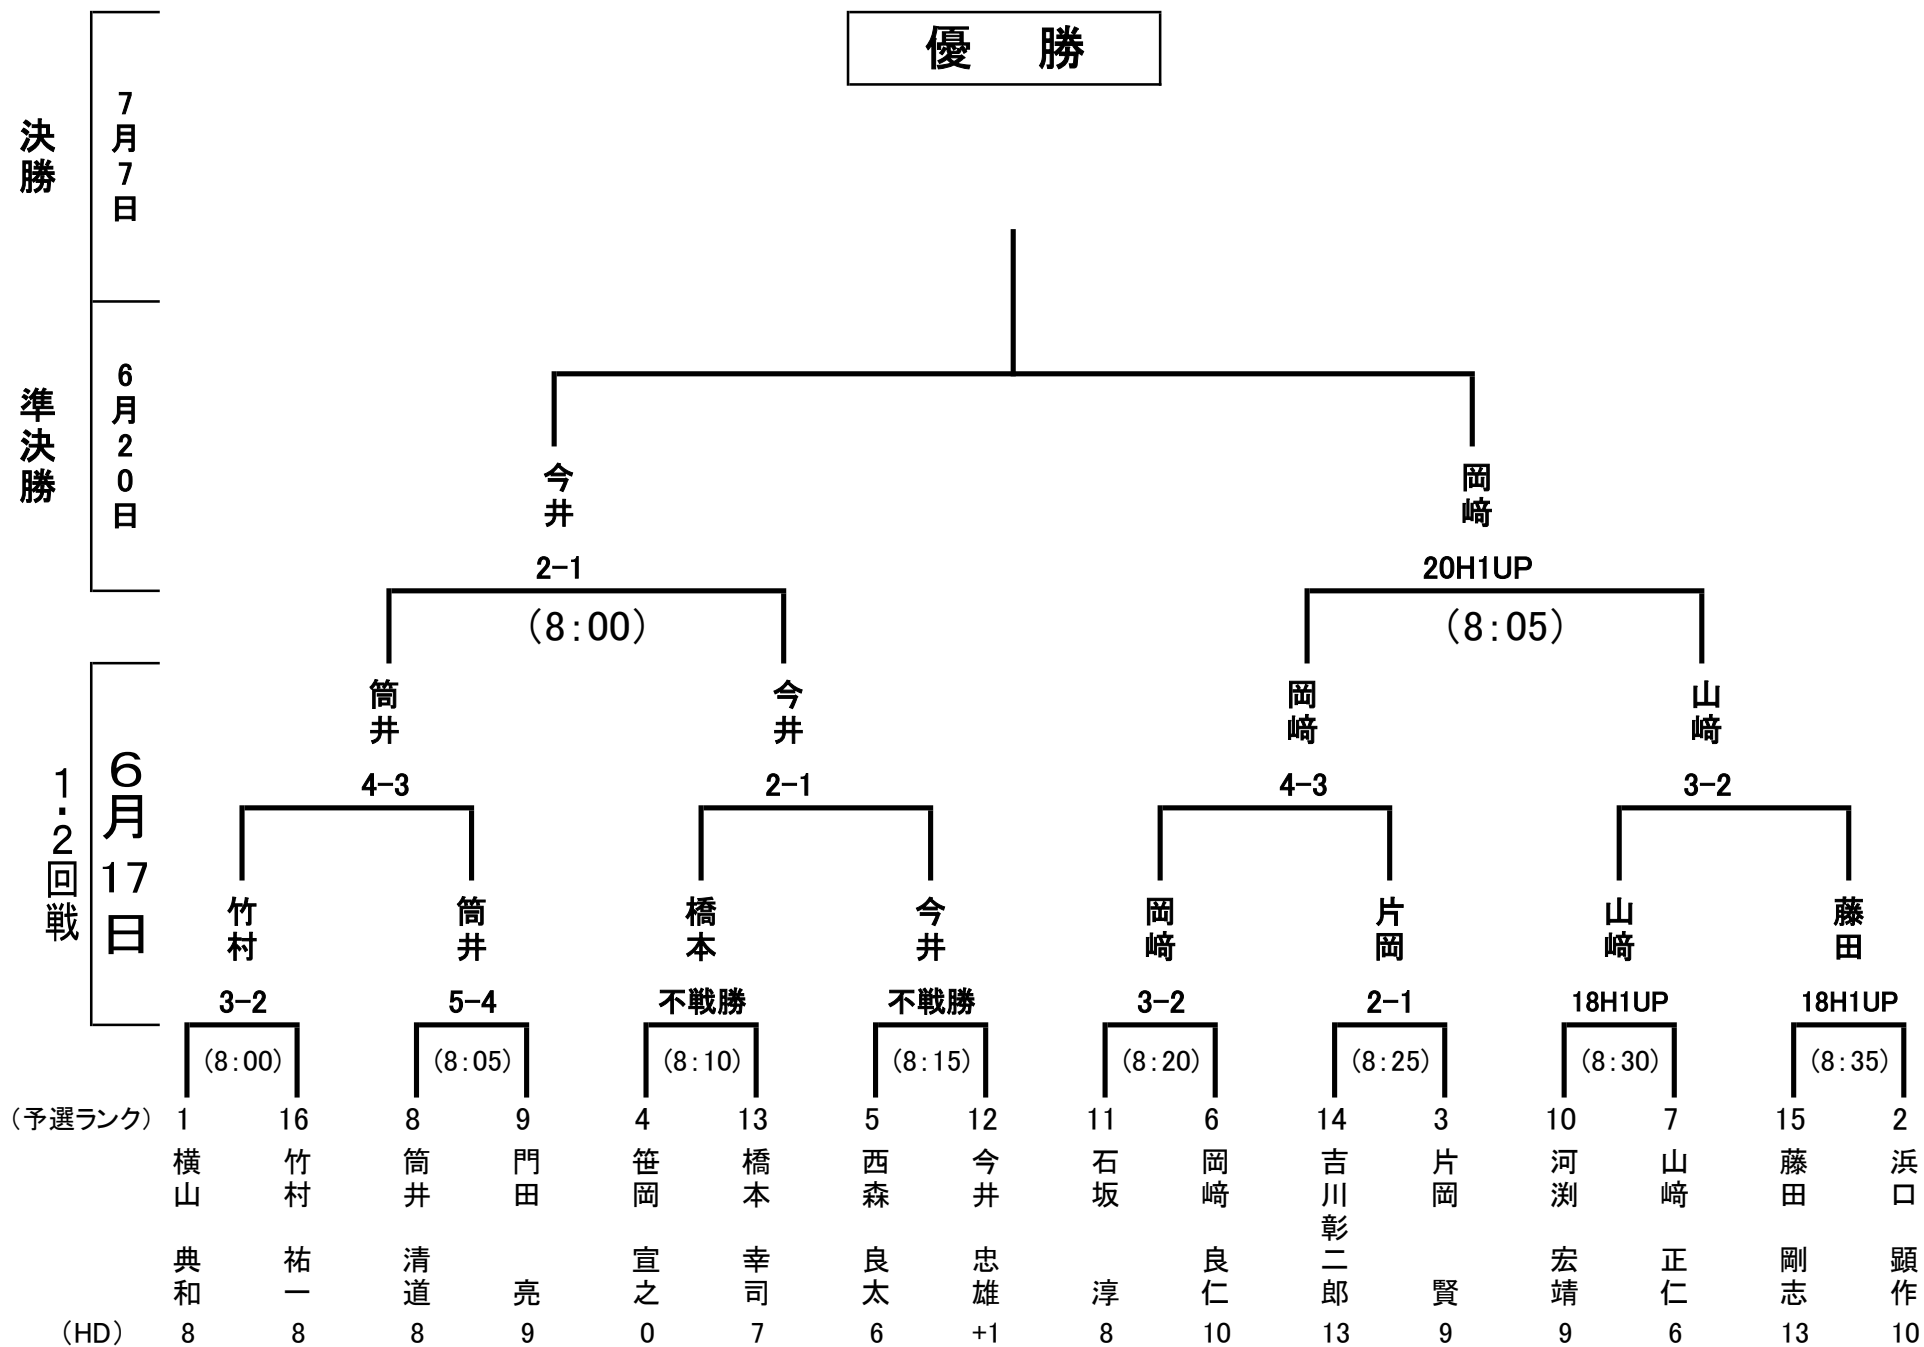 優　勝
決勝
7月7日
準決勝
6月20日
今井
岡﨑
2-1
20H1UP
(8:00)
(8:05)
1・2回戦
6月17日
筒井
今井
岡﨑
山﨑
4-3
2-1
4-3
3-2
竹村
筒井
橋本
今井
岡﨑
片岡
山﨑
藤田
3-2
5-4
不戦勝
不戦勝
3-2
2-1
18H1UP
18H1UP
(8:00)
(8:05)
(8:10)
(8:15)
(8:20)
(8:25)
(8:30)
(8:35)
(予選ランク) 1 16 8 9 4 13 5 12 11 6 14 3 10 7 15 2
横山　典和
竹村　祐一
筒井　清道
門田　亮
笹岡　宣之
橋本　幸司
西森　良太
今井　忠雄
石坂　淳
岡﨑　良仁
吉川彰二郎
片岡　賢
河渕　宏靖
山﨑　正仁
藤田　剛志
浜口　顕作
(HD) 8 8 8 9 0 7 6 +1 8 10 13 9 9 6 13 10